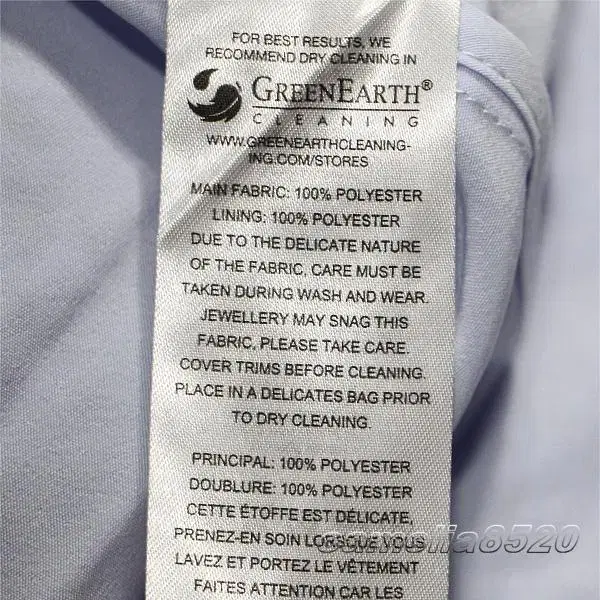 FOR BEST RESULTS, WE
RECOMMEND DRY CLEANING IN
GREENEARTH®
CLEANING
WWW.GREENEARTHCLEANING-
ING.COM/STORES
MAIN FABRIC: 100% POLYESTER
LINING: 100% POLYESTER
DUE TO THE DELICATE NATURE
OF THE FABRIC, CARE MUST BE
TAKEN DURING WASH AND WEAR.
JEWELLERY MAY SNAG THIS
FABRIC, PLEASE TAKE CARE.
COVER TRIMS BEFORE CLEANING.
PLACE IN A DELICATES BAG PRIOR
TO DRY CLEANING.
PRINCIPAL: 100% POLYESTER
DOUBLURE: 100% POLYESTER
CETTE ÉTOFFE EST DÉLICATE,
PRENEZ-EN SOIN LORSQUE VOUS
LAVEZ ET PORTEZ LE VÊTEMENT
FAITES ATTENTION CAR LES